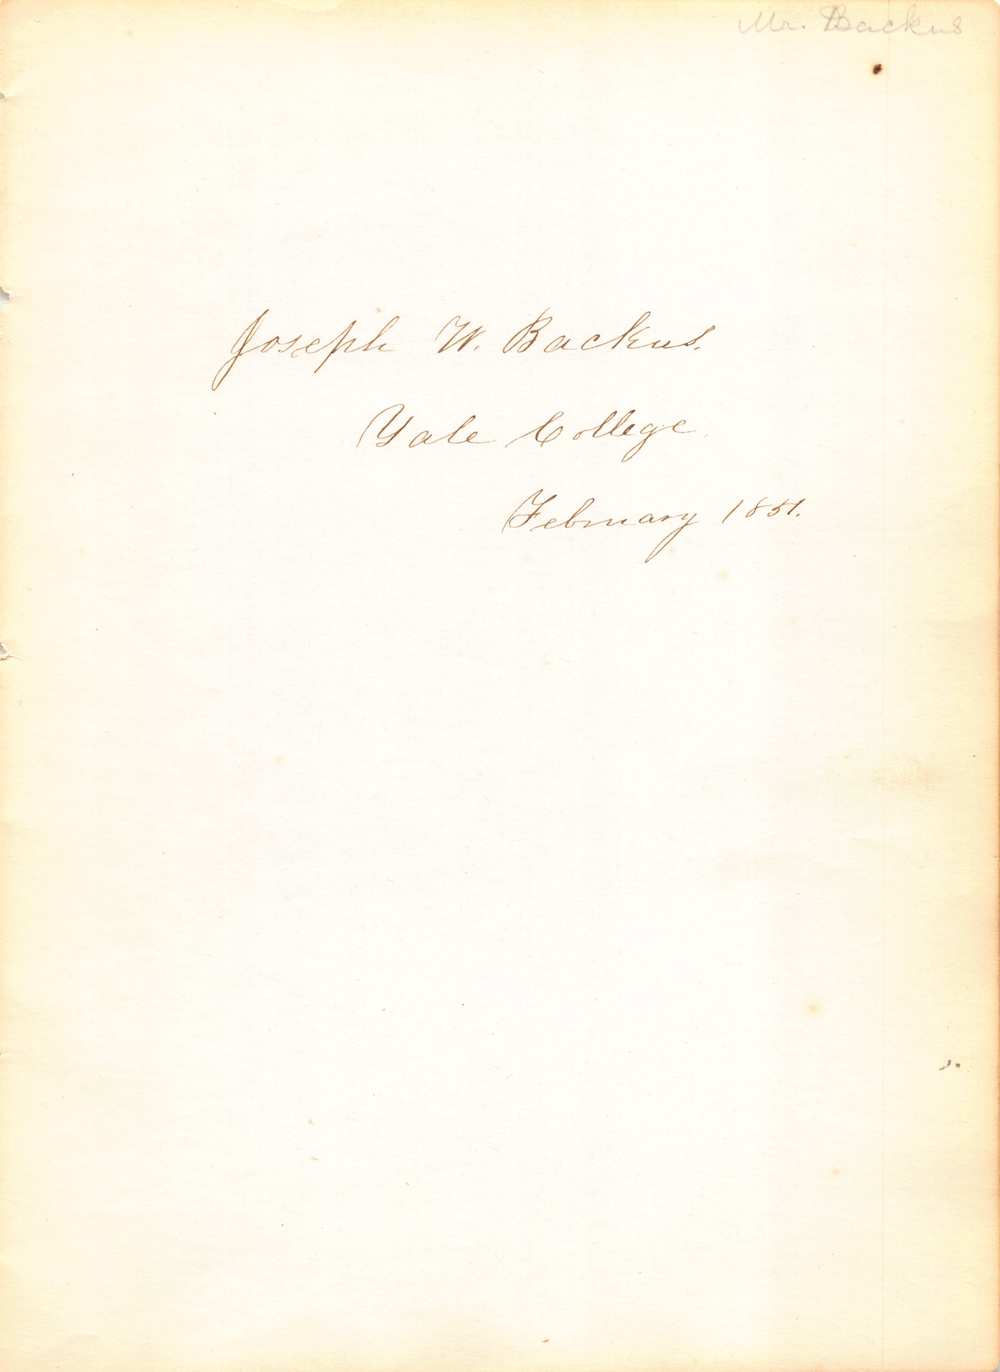 Mr. Backus
Joseph W. Backus.
Yale College
February 1851.